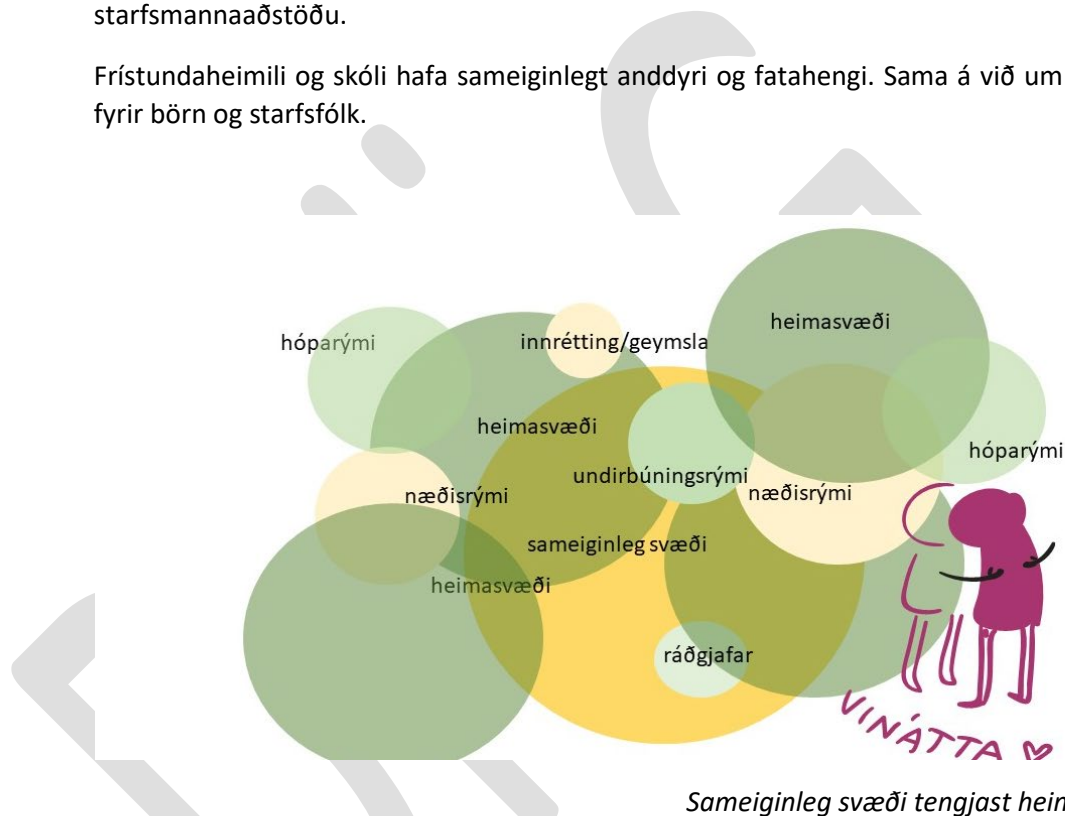 starfsmannaaðstöðu.
Frístundaheimili og skóli hafa sameiginlegt anddyri og fatahengi. Sama á við um
fyrir börn og starfsfólk.
heimasvæði
hóparými
innrétting/geymsla
heimasvæði
hóparými
undirbúningsrými
næðisrými
næðisrými
sameiginleg svæði
heimasvæði
ráðgjafar
VINÁTTA
Sameiginleg svæði tengjast